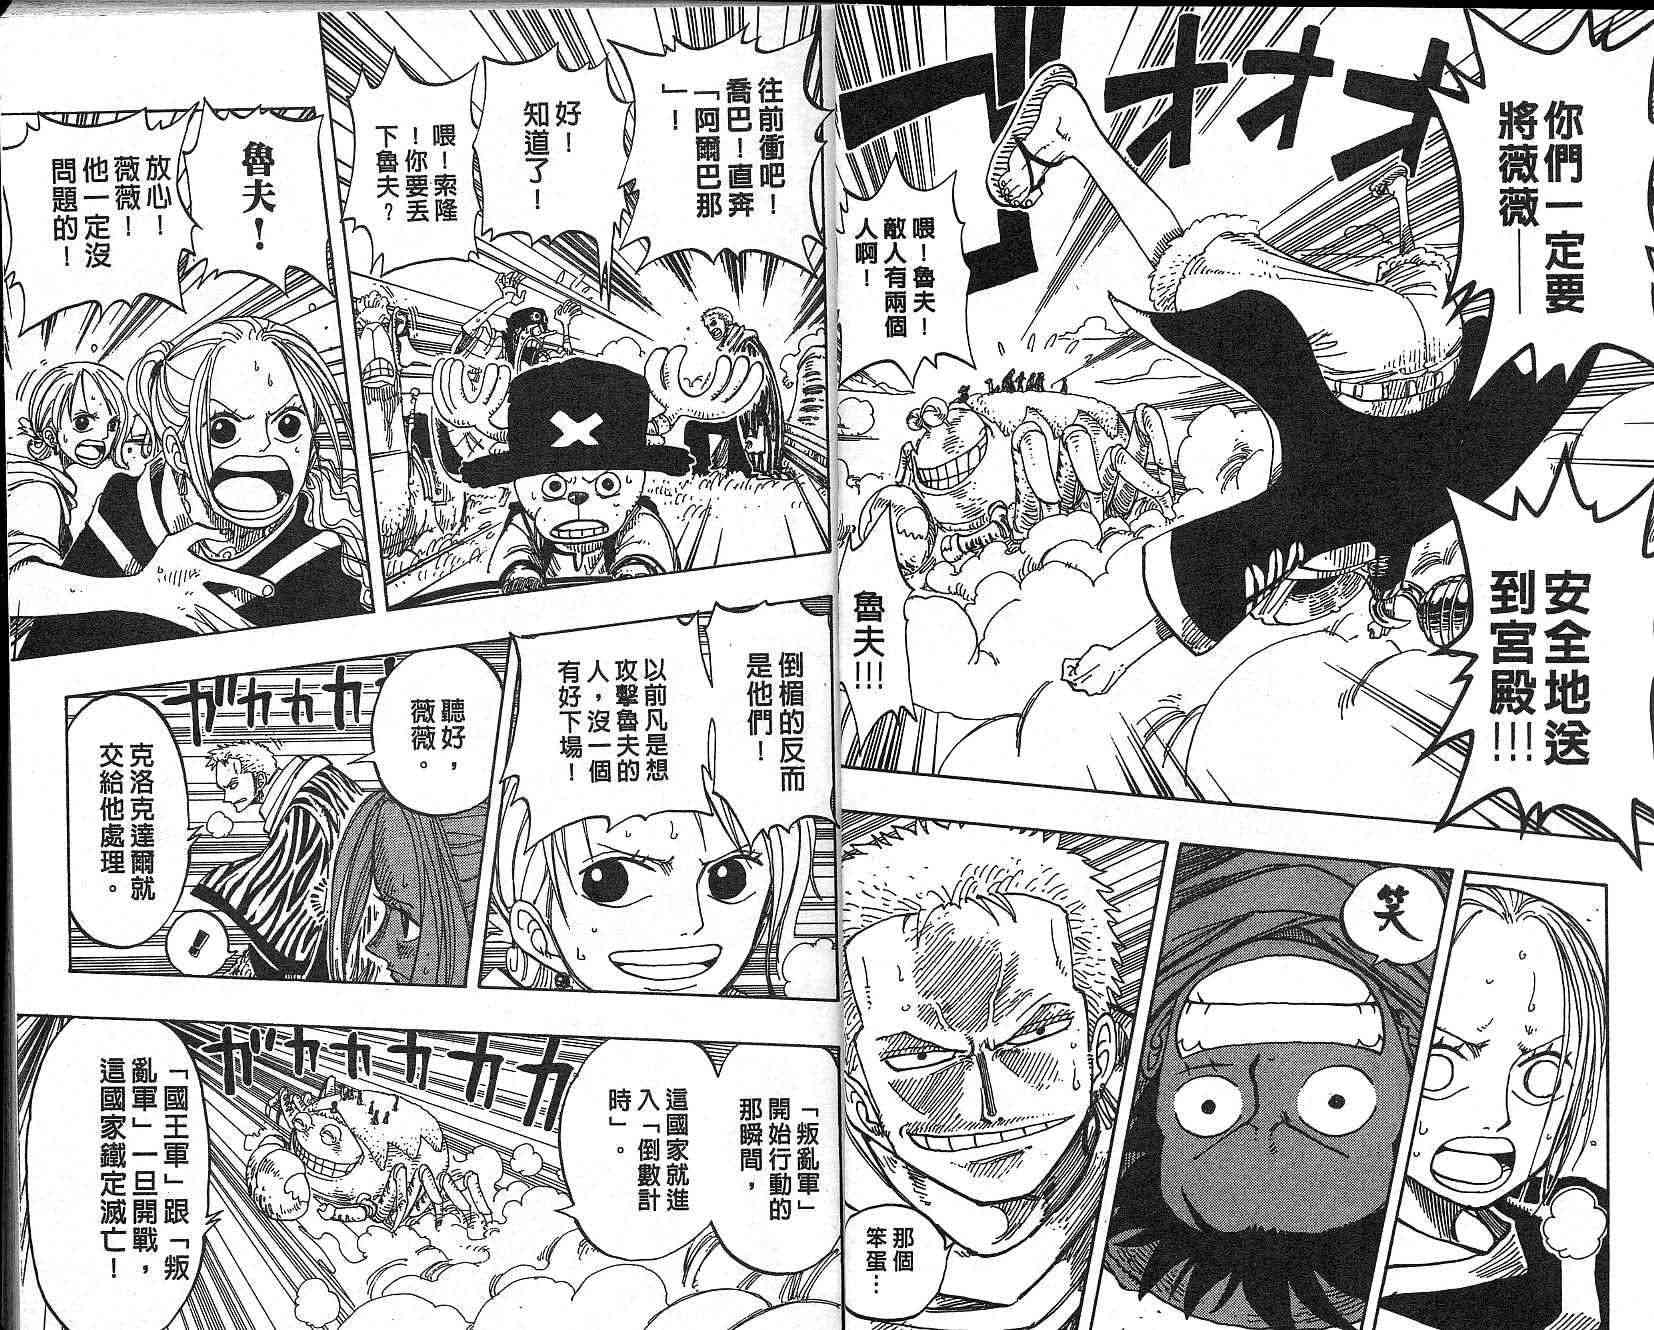 你們一定要
將薇薇——
ドオオオ
喂！魯夫！
敵人有兩個
人啊！
安全地送
到宮殿!!!
魯夫!!!
笑
那個
笨蛋…
往前衝吧！
喬巴！直奔
「阿爾巴那
」！
好！
知道了！
喂！索隆
！你要丟
下魯夫？
魯夫！
放心！
薇薇！
他一定沒
問題的！
倒楣的反而
是他們！
以前凡是想
攻擊魯夫的
人，沒一個
有好下場！
聽好，
薇薇。
ガカカカカ
克洛克達爾就
交給他處理。
！
「叛亂軍」
開始行動的
那瞬間，
這國家就進
入「倒數計
時」。
ガカカカカカ
「國王軍」跟「叛
亂軍」一旦開戰，
這國家鐵定滅亡！